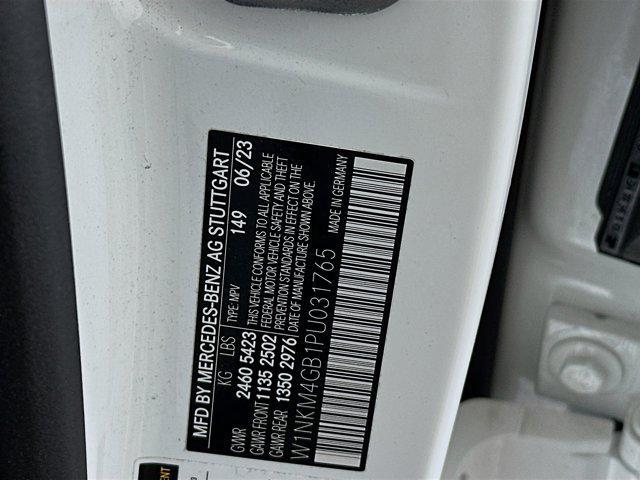 MFD BY MERCEDES-BENZ AG STUTTGART
149 06/23
KG LBS TYPE: MPV
GVWR 2460 5423
GAWR FRONT 1135 2502
GAWR REAR 1350 2976
THIS VEHICLE CONFORMS TO ALL APPLICABLE
FEDERAL MOTOR VEHICLE SAFETY AND THEFT
PREVENTION STANDARDS IN EFFECT ON THE
DATE OF MANUFACTURE SHOWN ABOVE.
W1NKM4GB1PU031765
MADE IN GERMANY